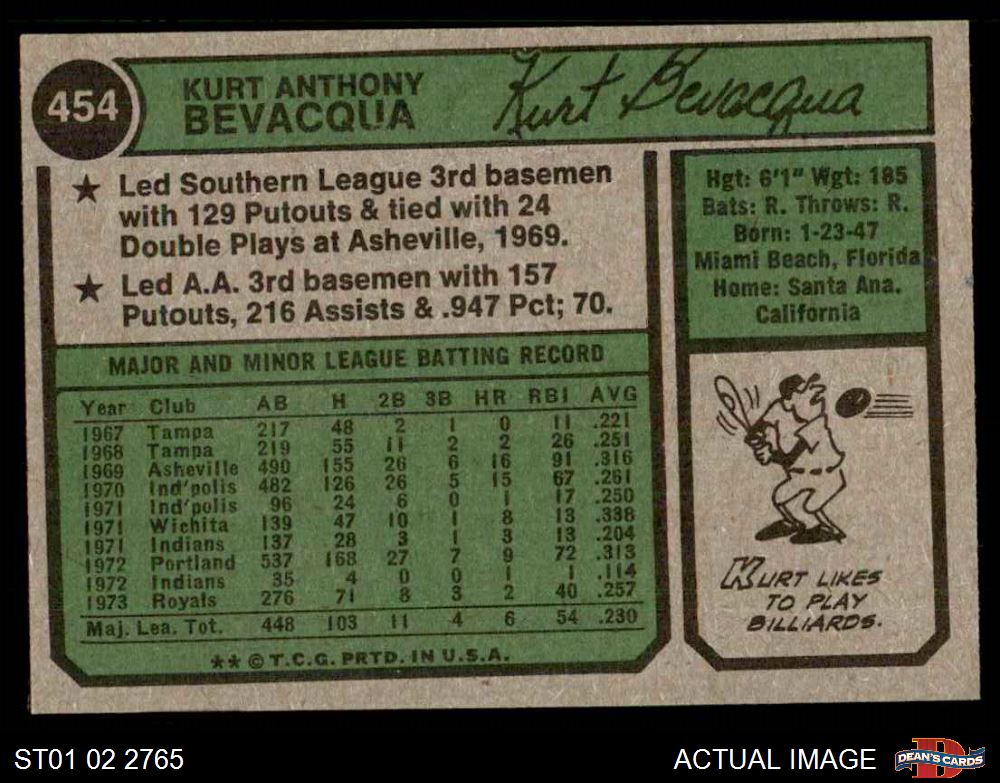 454
KURT ANTHONY
BEVACQUA
Kurt Bevacqua
★ Led Southern League 3rd basemen
with 129 Putouts & tied with 24
Double Plays at Asheville, 1969.
★ Led A.A. 3rd basemen with 157
Putouts, 216 Assists & .947 Pct; 70.
Hgt: 6'1" Wgt: 185
Bats: R. Throws: R.
Born: 1-23-47
Miami Beach, Florida
Home: Santa Ana.
California
MAJOR AND MINOR LEAGUE BATTING RECORD
Year Club AB H 2B 3B HR RBI AVG
1967 Tampa 217 48 2 1 0 11 .221
1968 Tampa 219 55 11 2 2 26 .251
1969 Asheville 490 155 26 6 16 91 .316
1970 Ind'polis 482 126 26 5 15 67 .261
1971 Ind'polis 96 24 6 0 1 17 .250
1971 Wichita 139 47 10 1 8 13 .338
1971 Indians 137 28 3 1 3 13 .204
1972 Portland 537 168 27 7 9 72 .313
1972 Indians 35 4 0 0 1 1 .114
1973 Royals 276 71 8 3 2 40 .257
Maj. Lea. Tot. 448 103 11 4 6 54 .230
** © T.C.G. PRTD. IN U.S.A.
KURT LIKES
TO PLAY
BILLIARDS.
ST01 02 2765
ACTUAL IMAGE
D
DEAN'S CARDS